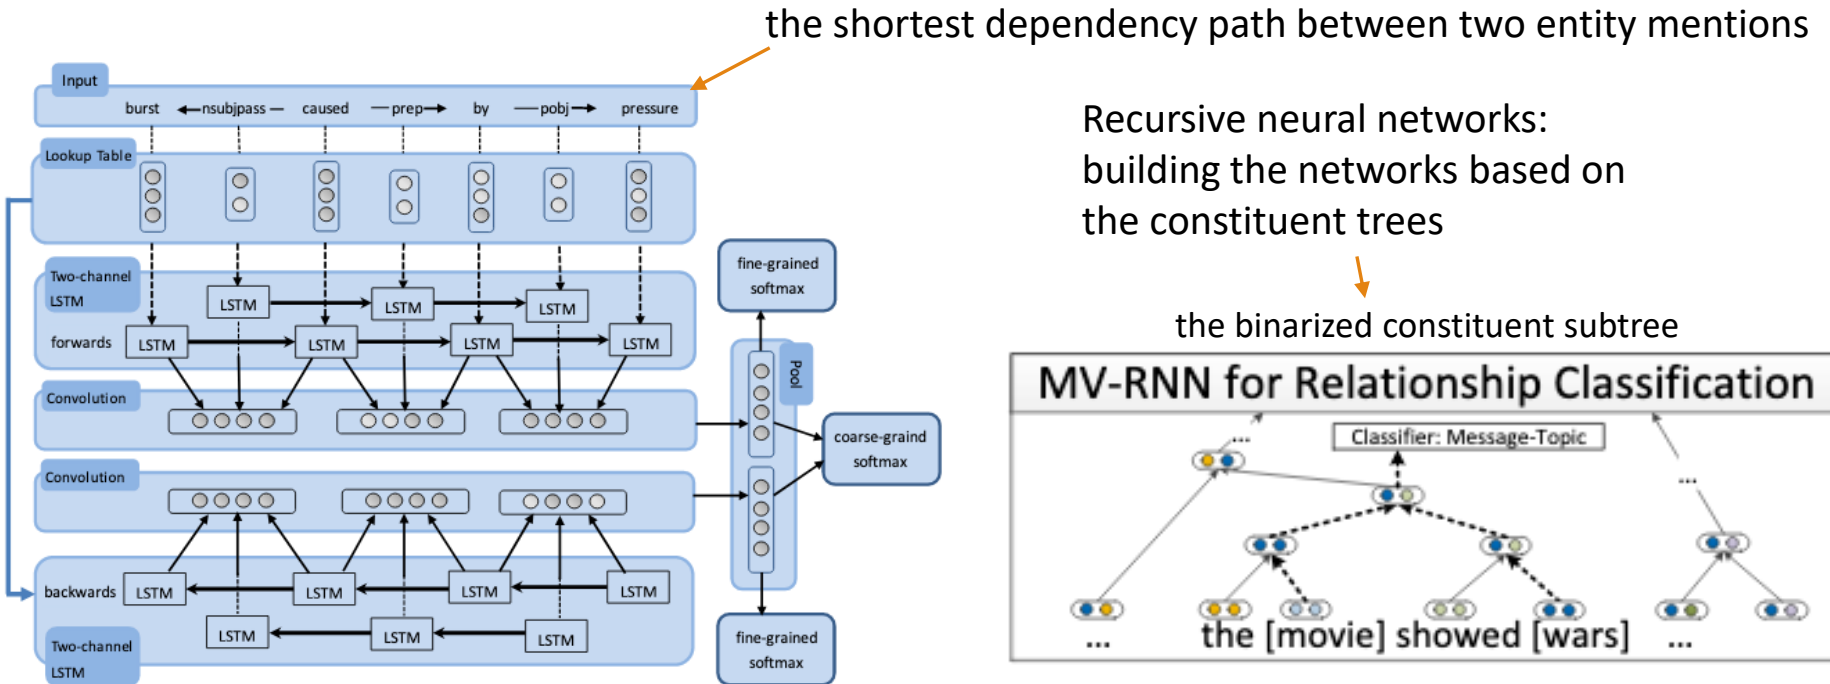 the shortest dependency path between two entity mentions
Input
burst nsubjpass caused prep by pobj pressure
Lookup Table
Two-channel
LSTM
LSTM LSTM LSTM
forwards LSTM LSTM LSTM LSTM
Convolution
Convolution
backwards LSTM LSTM LSTM LSTM
LSTM LSTM LSTM
Two-channel
LSTM
fine-grained
softmax
Pool
coarse-graind
softmax
fine-grained
softmax
Recursive neural networks:
building the networks based on
the constituent trees
the binarized constituent subtree
MV-RNN for Relationship Classification
... Classifier: Message-Topic
...
... the [movie] showed [wars] ...